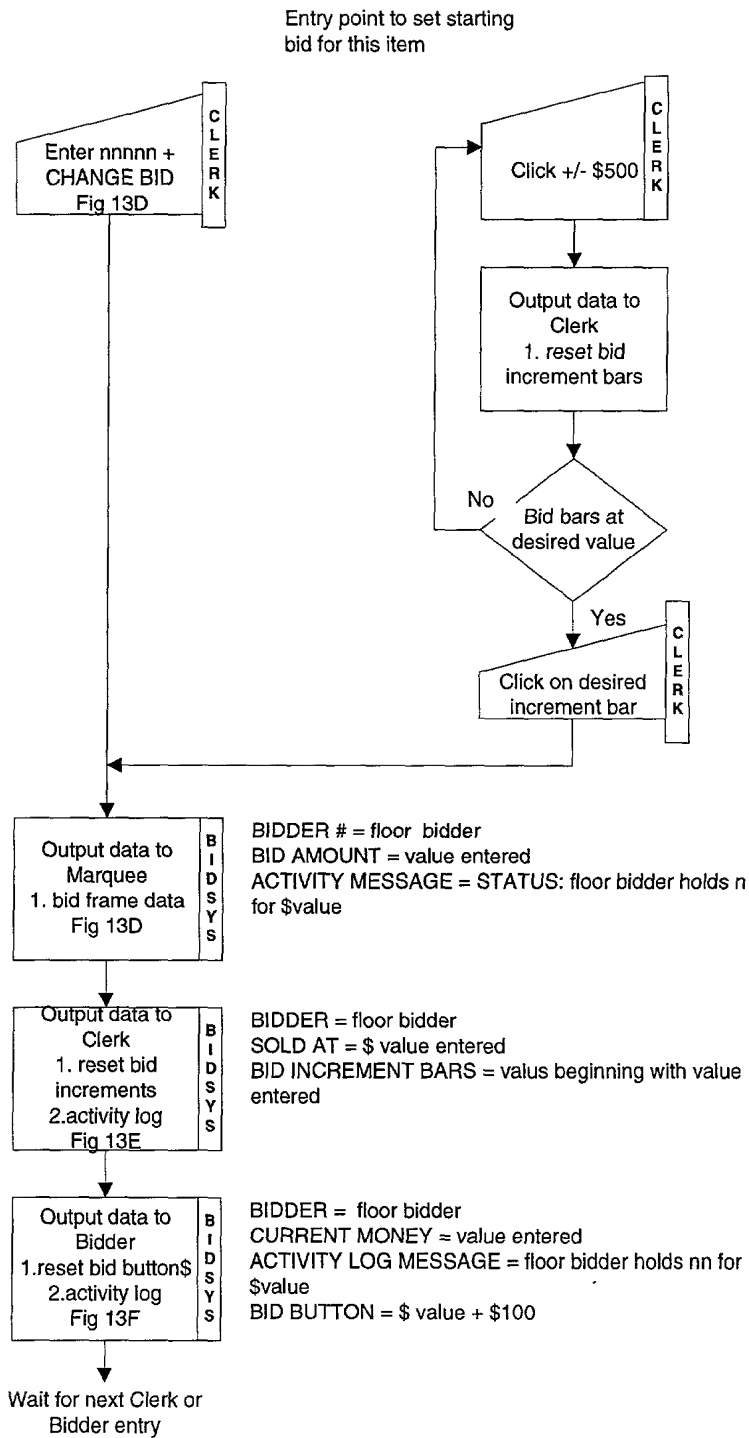 Entry point to set starting
bid for this item
Enter nnnnn +
CHANGE BID
Fig 13D
CLERK
Click +/- $500
CLERK
Output data to
Clerk
1. reset bid
increment bars
No
Bid bars at
desired value
Yes
Click on desired
increment bar
CLERK
Output data to
Marquee
1. bid frame data
Fig 13D
BIDSYS
BIDDER # = floor bidder
BID AMOUNT = value entered
ACTIVITY MESSAGE = STATUS: floor bidder holds n
for $value
Output data to
Clerk
1. reset bid
increments
2.activity log
Fig 13E
BIDSYS
BIDDER = floor bidder
SOLD AT = $ value entered
BID INCREMENT BARS = valus beginning with value
entered
Output data to
Bidder
1.reset bid button$
2.activity log
Fig 13F
BIDSYS
BIDDER = floor bidder
CURRENT MONEY = value entered
ACTIVITY LOG MESSAGE = floor bidder holds nn for
$value
BID BUTTON = $ value + $100
Wait for next Clerk or
Bidder entry